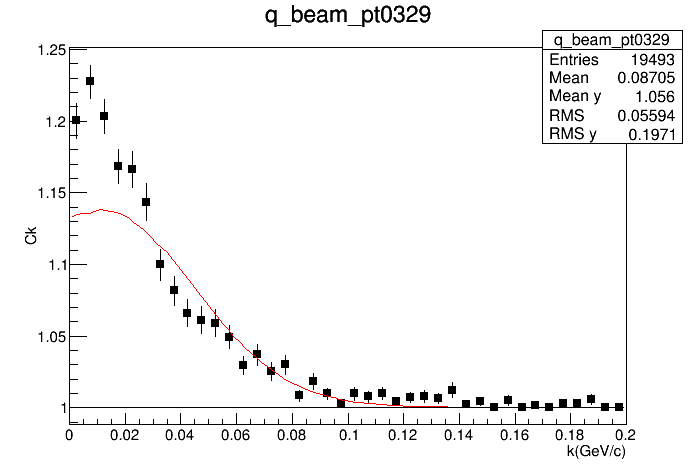 q_beam_pt0329
q_beam_pt0329
Entries 19493
Mean 0.08705
Mean y 1.056
RMS 0.05594
RMS y 0.1971
Ck
1.25
1.2
1.15
1.1
1.05
1
0 0.02 0.04 0.06 0.08 0.1 0.12 0.14 0.16 0.18 0.2
k(GeV/c)